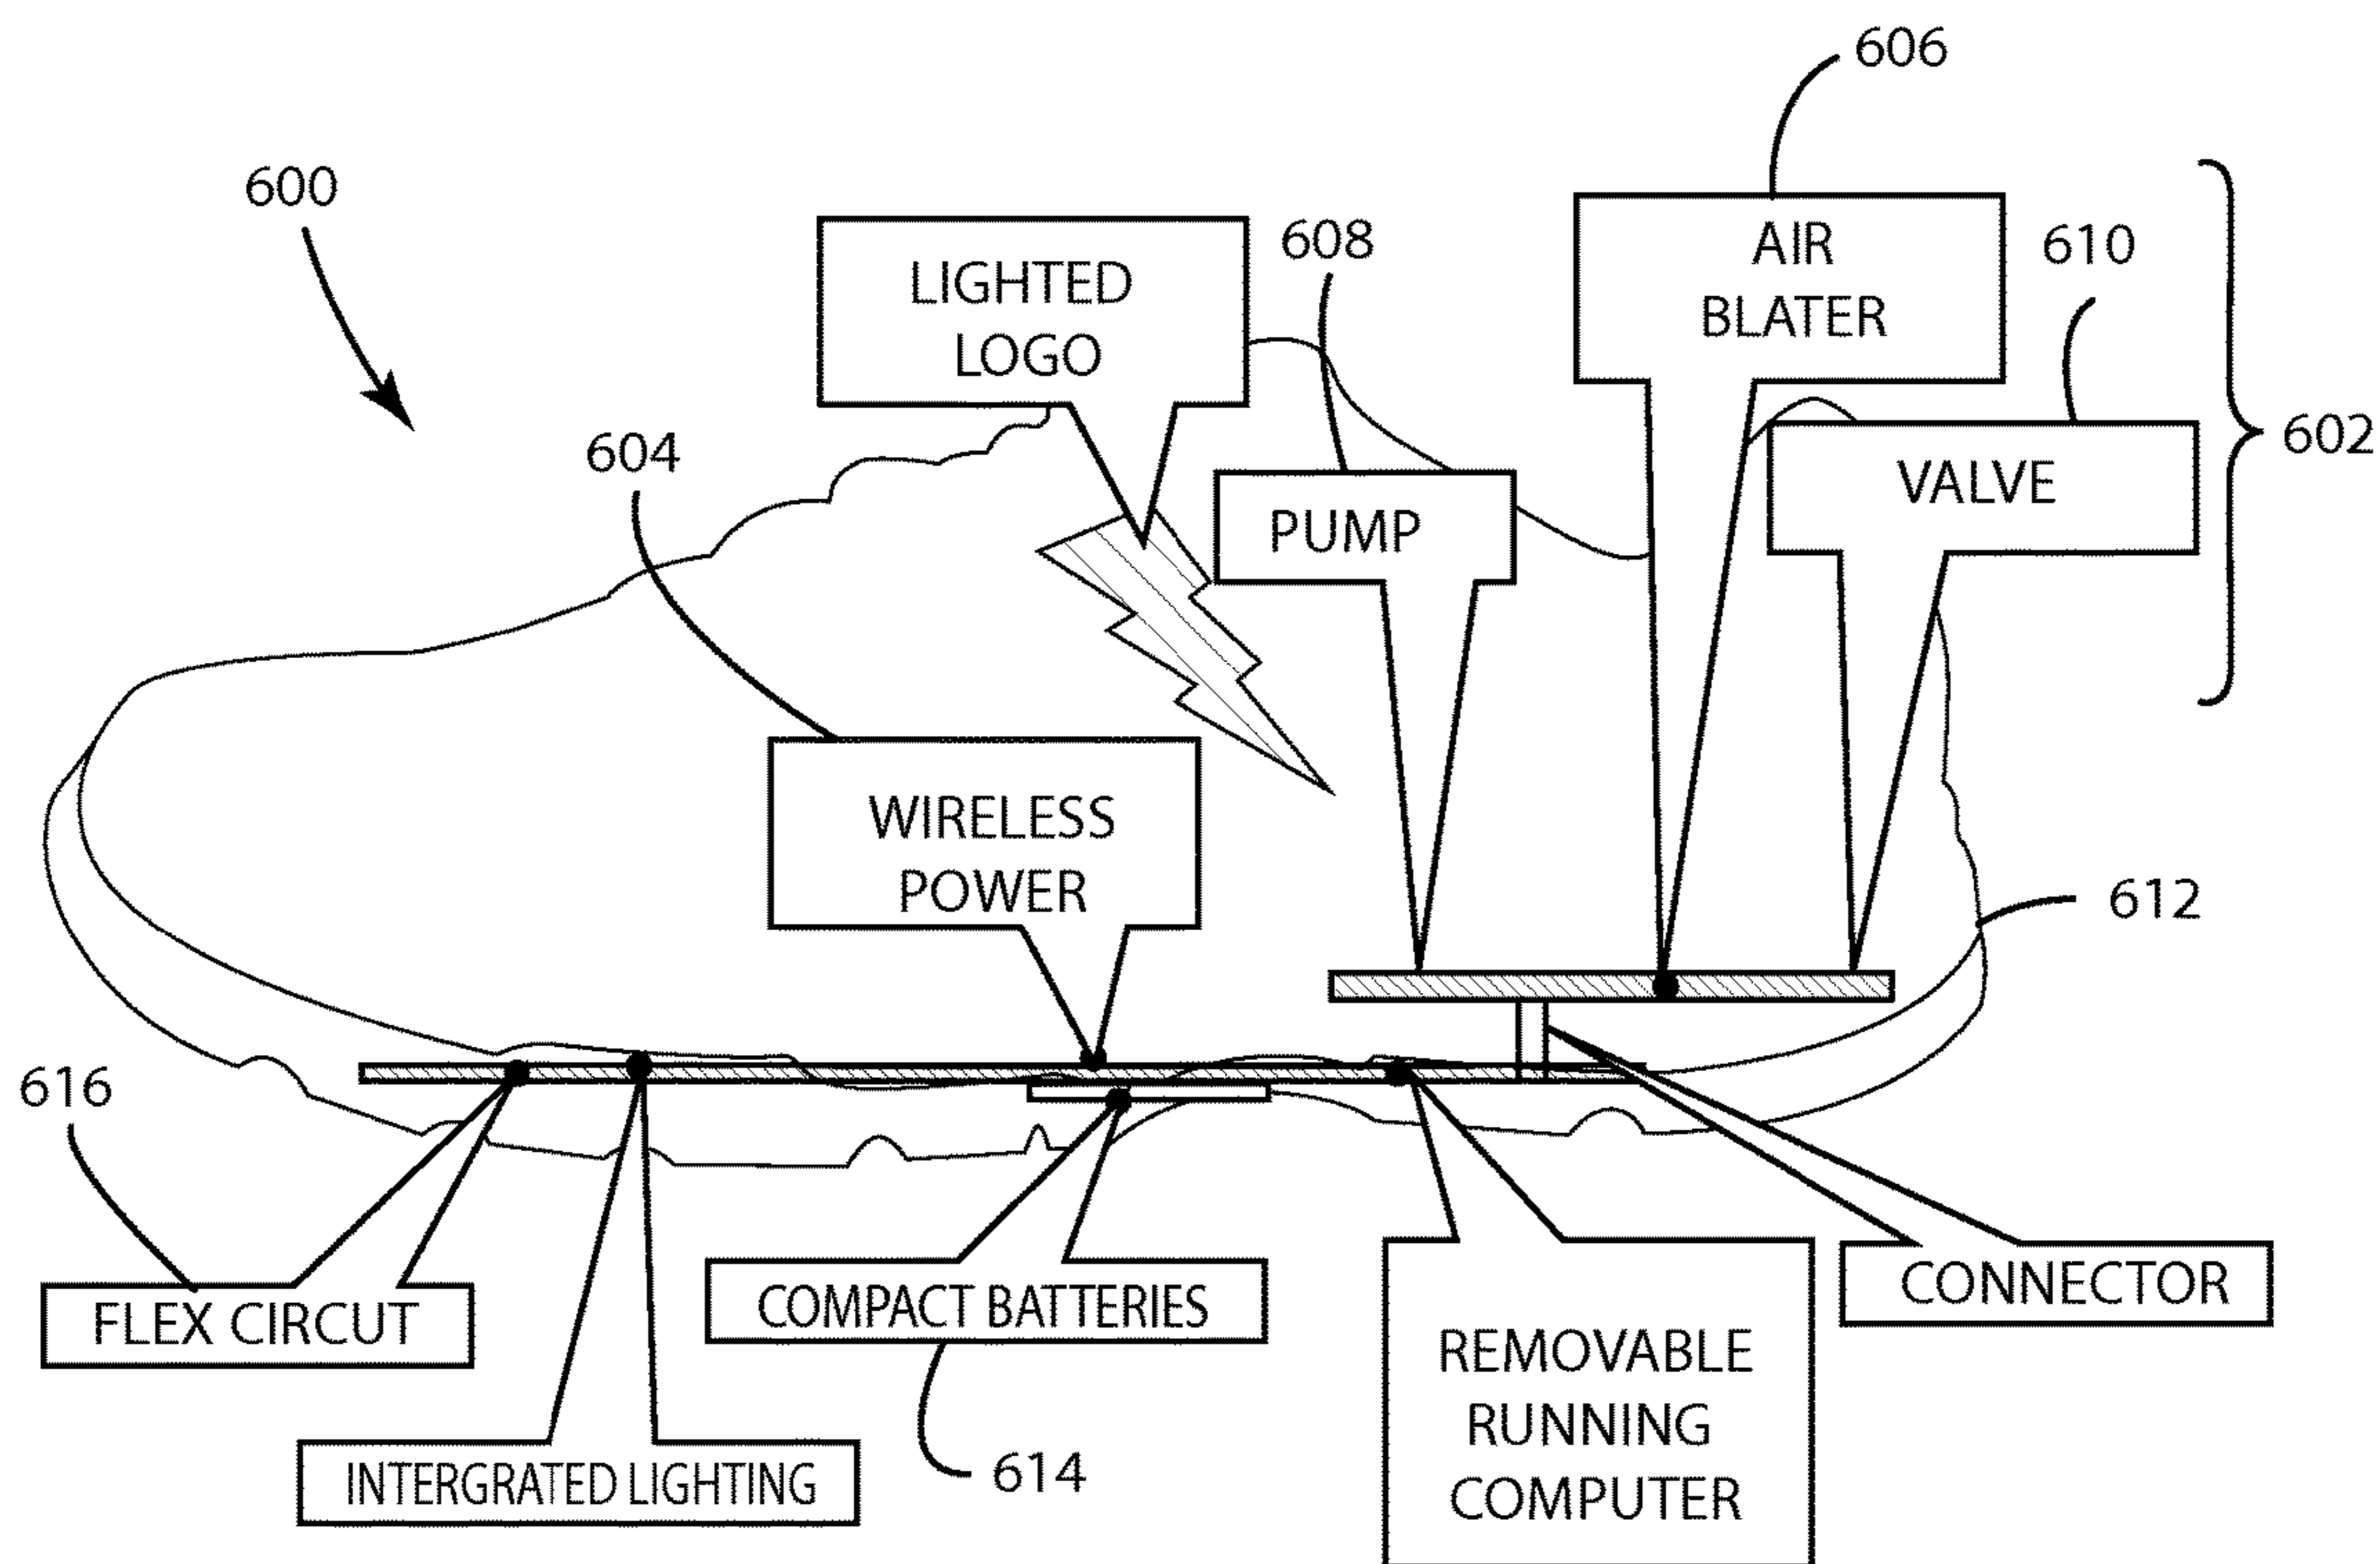 606
600
LIGHTED
LOGO
608
AIR
BLATER
610
602
604
PUMP
VALVE
WIRELESS
POWER
612
616
FLEX CIRCUT
COMPACT BATTERIES
CONNECTOR
REMOVABLE
RUNNING
COMPUTER
INTERGRATED LIGHTING
614